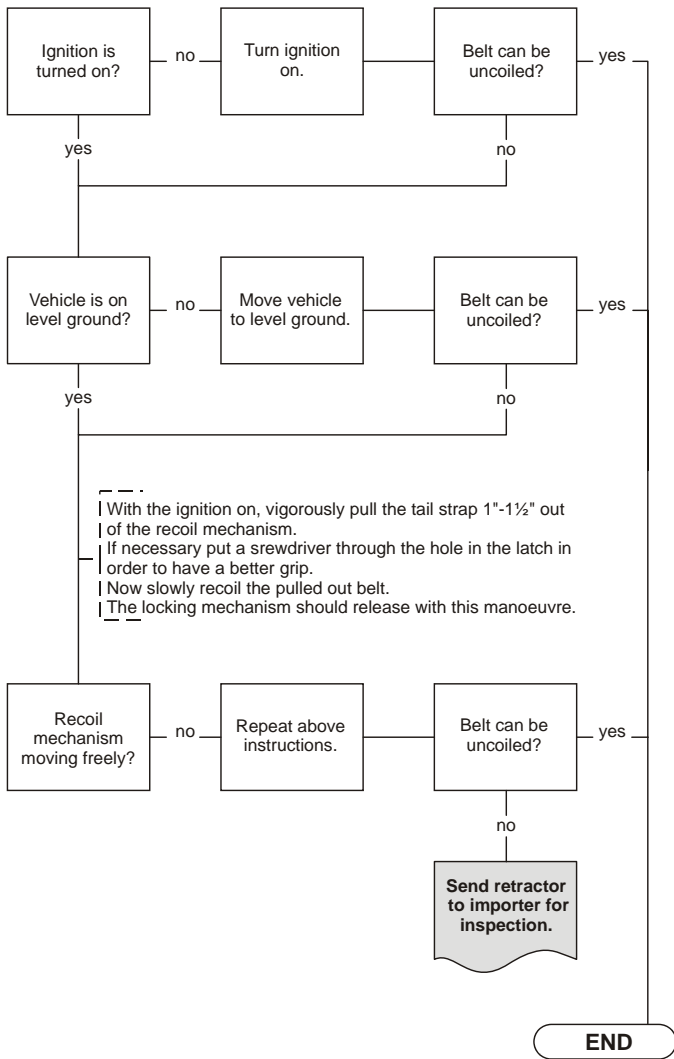 Ignition is
turned on?
no
Turn ignition
on.
Belt can be
uncoiled?
yes
yes
no
Vehicle is on
level ground?
no
Move vehicle
to level ground.
Belt can be
uncoiled?
yes
yes
no
With the ignition on, vigorously pull the tail strap 1"-1½" out
of the recoil mechanism.
If necessary put a srewdriver through the hole in the latch in
order to have a better grip.
Now slowly recoil the pulled out belt.
The locking mechanism should release with this manoeuvre.
Recoil
mechanism
moving freely?
no
Repeat above
instructions.
Belt can be
uncoiled?
yes
no
Send retractor
to importer for
inspection.
END